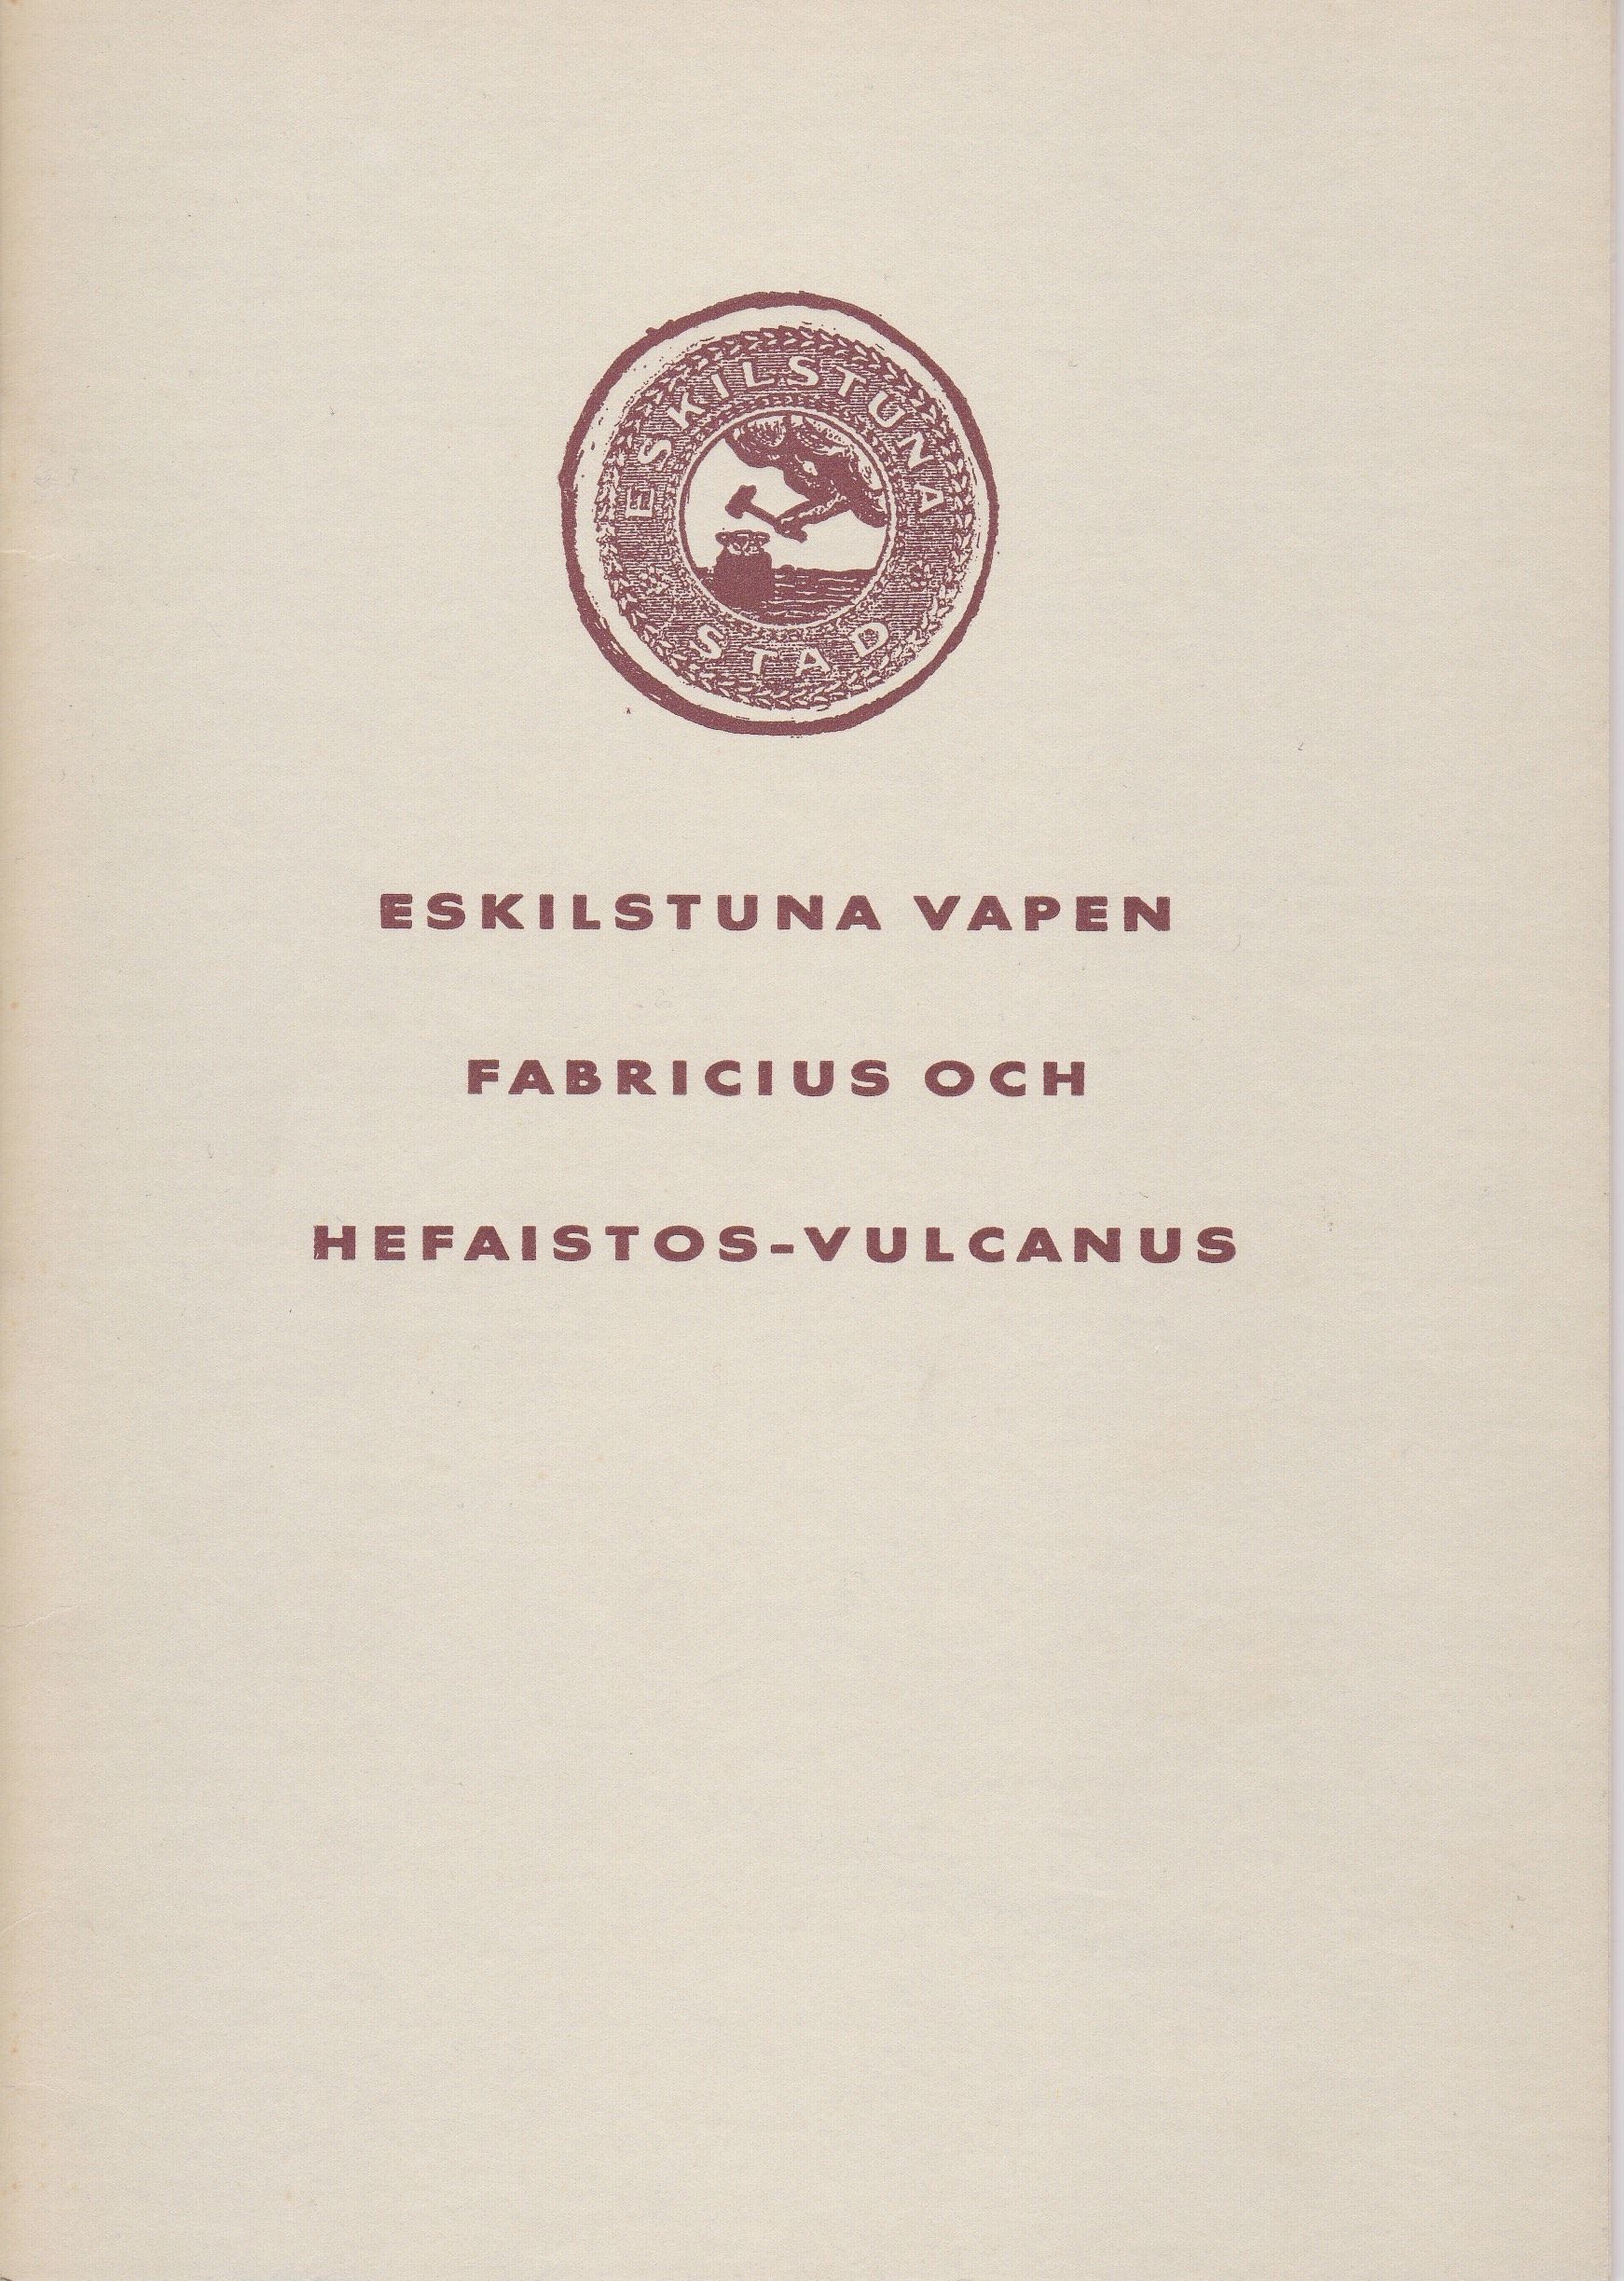 ESKILSTUNA
STAD
ESKILSTUNA VAPEN
FABRICIUS OCH
HEFAISTOS-VULCANUS